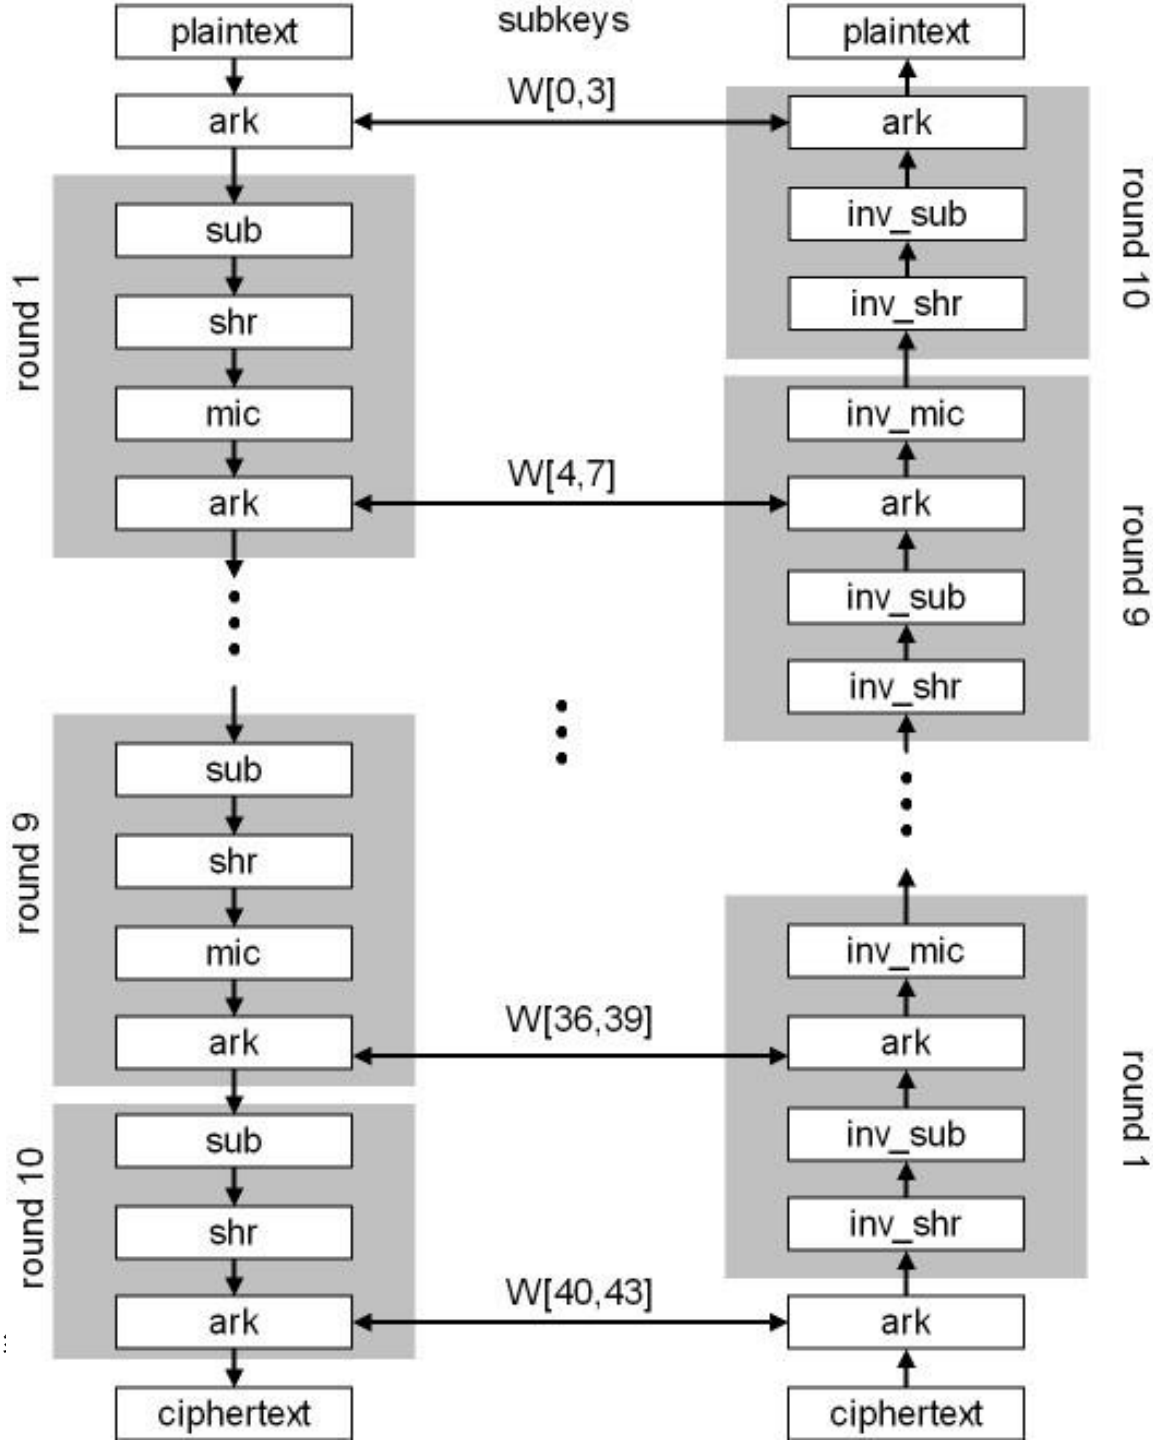 plaintext
subkeys
plaintext
ark
W[0,3]
ark
round 1
sub
shr
mic
ark
inv_sub
inv_shr
round 10
W[4,7]
inv_mic
ark
inv_sub
inv_shr
round 9
round 9
sub
shr
mic
ark
W[36,39]
inv_mic
ark
inv_sub
inv_shr
round 1
round 10
sub
shr
ark
W[40,43]
ark
ciphertext
ciphertext